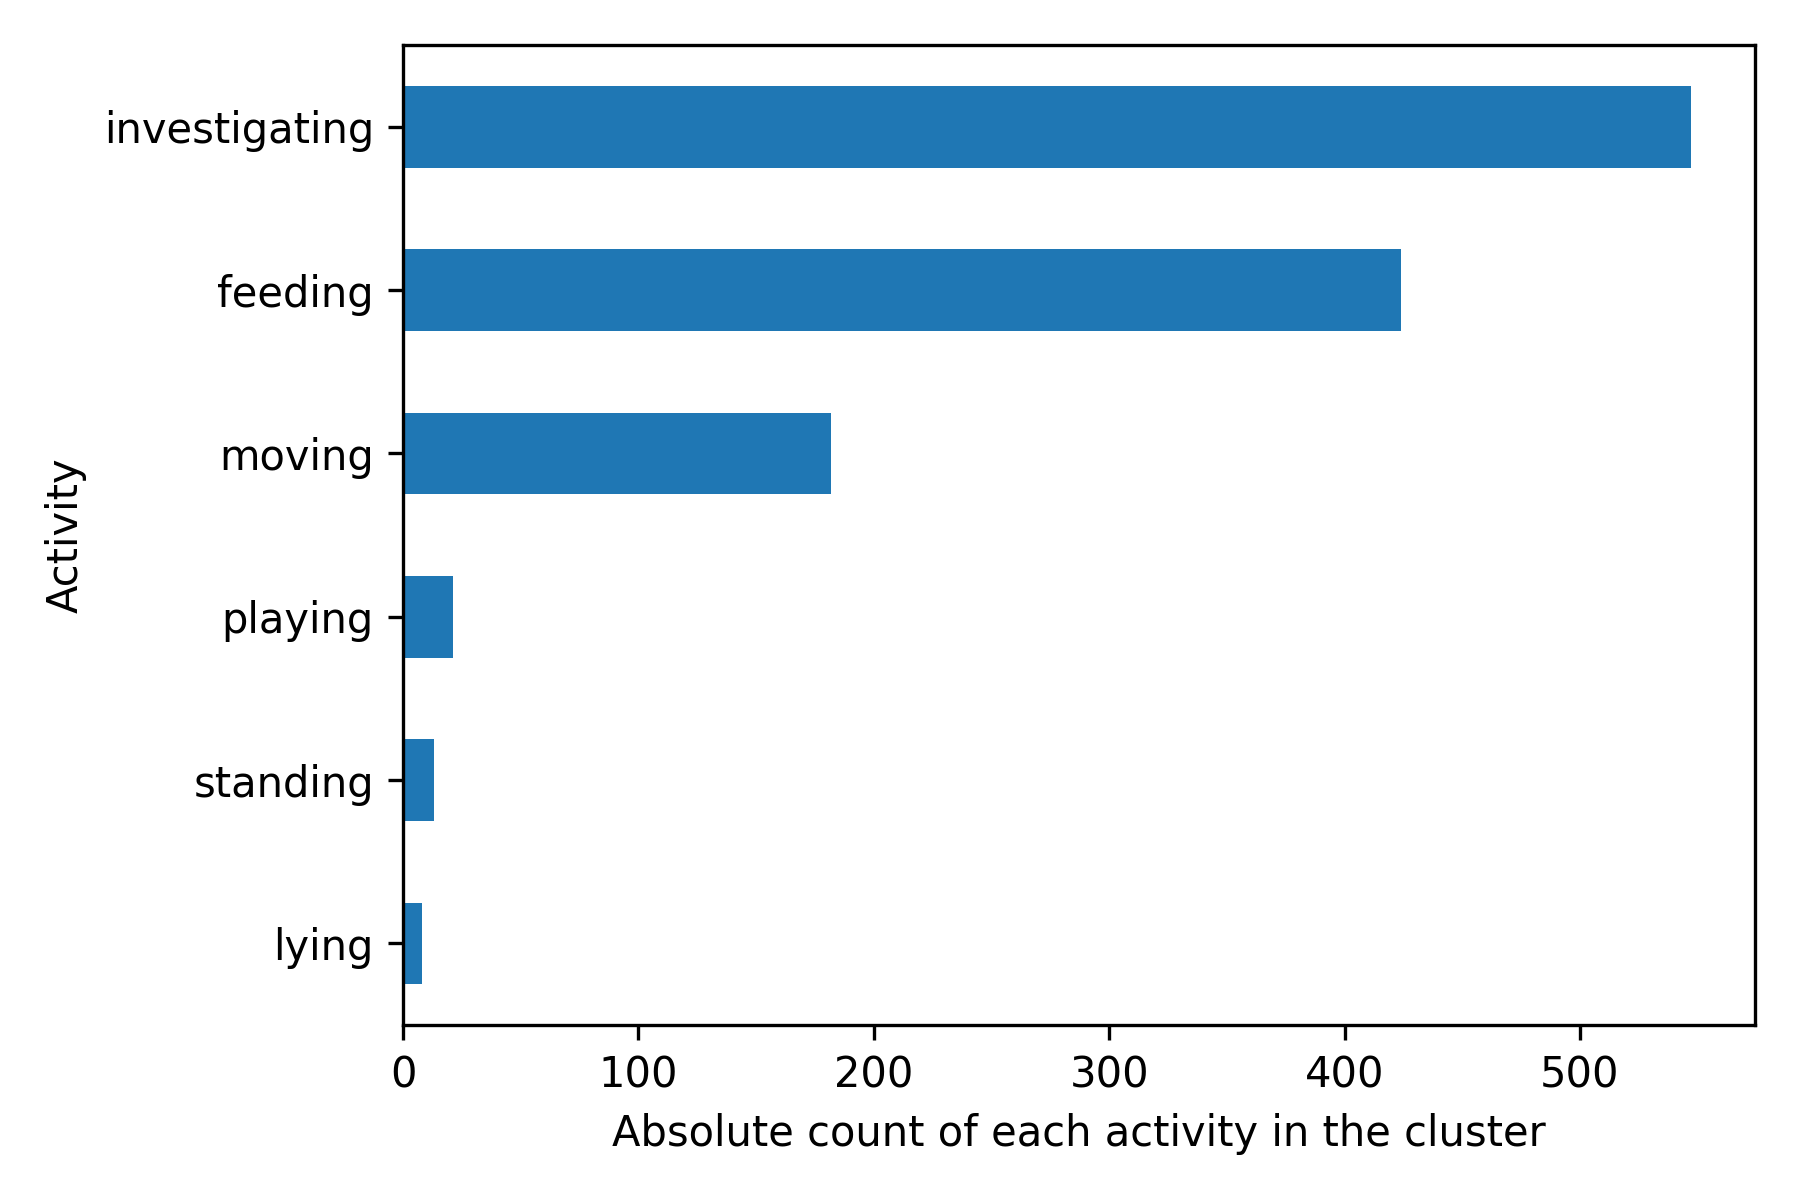 investigating
feeding
moving
playing
standing
lying
Activity
0 100 200 300 400 500
Absolute count of each activity in the cluster